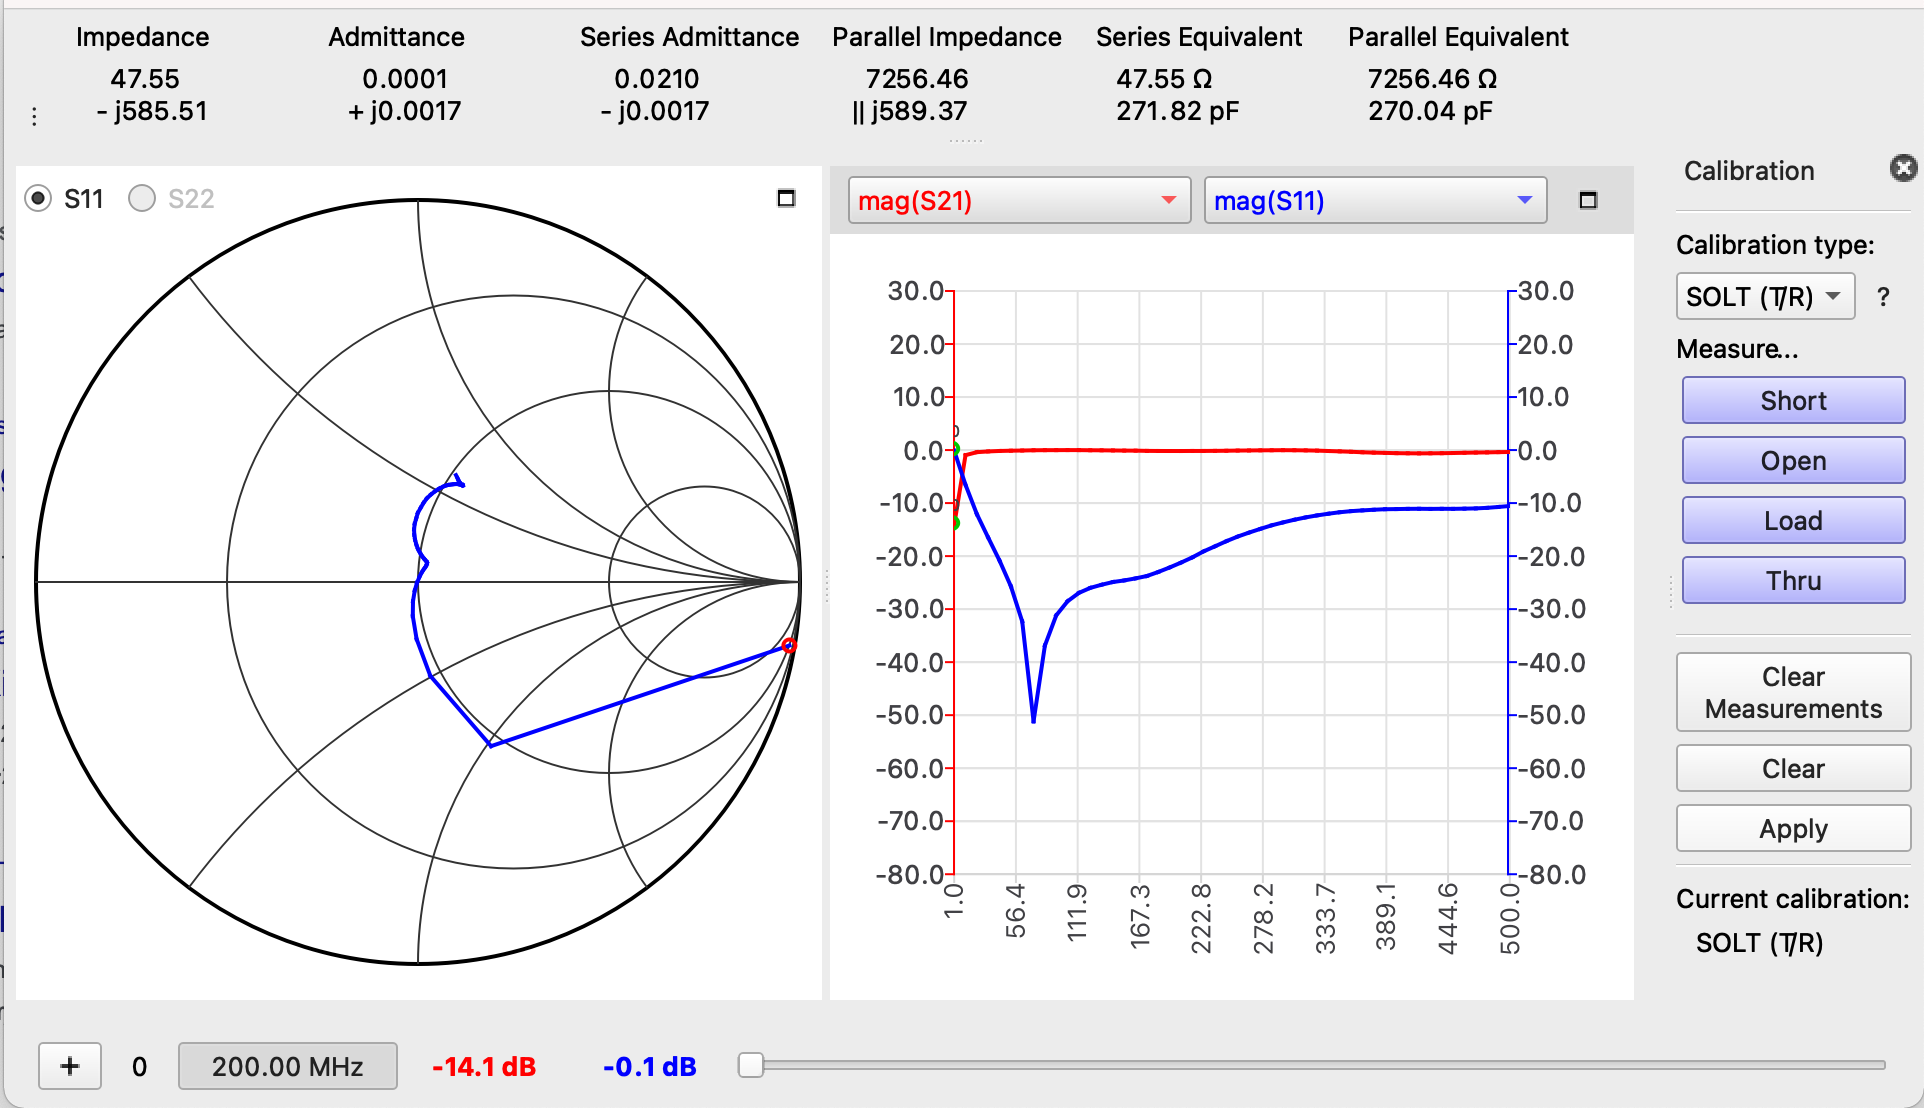 Impedance
47.55
- j585.51
Admittance
0.0001
+ j0.0017
Series Admittance
0.0210
- j0.0017
Parallel Impedance
7256.46
|| j589.37
Series Equivalent
47.55 Ω
271.82 pF
Parallel Equivalent
7256.46 Ω
270.04 pF
S11 S22
mag(S21) mag(S11)
30.0
20.0
10.0
0.0
-10.0
-20.0
-30.0
-40.0
-50.0
-60.0
-70.0
-80.0
30.0
20.0
10.0
0.0
-10.0
-20.0
-30.0
-40.0
-50.0
-60.0
-70.0
-80.0
1.0
56.4
111.9
167.3
222.8
278.2
333.7
389.1
444.6
500.0
Calibration
Calibration type:
SOLT (T/R) ?
Measure...
Short
Open
Load
Thru
Clear
Measurements
Clear
Apply
Current calibration:
SOLT (T/R)
+ 0 200.00 MHz -14.1 dB -0.1 dB